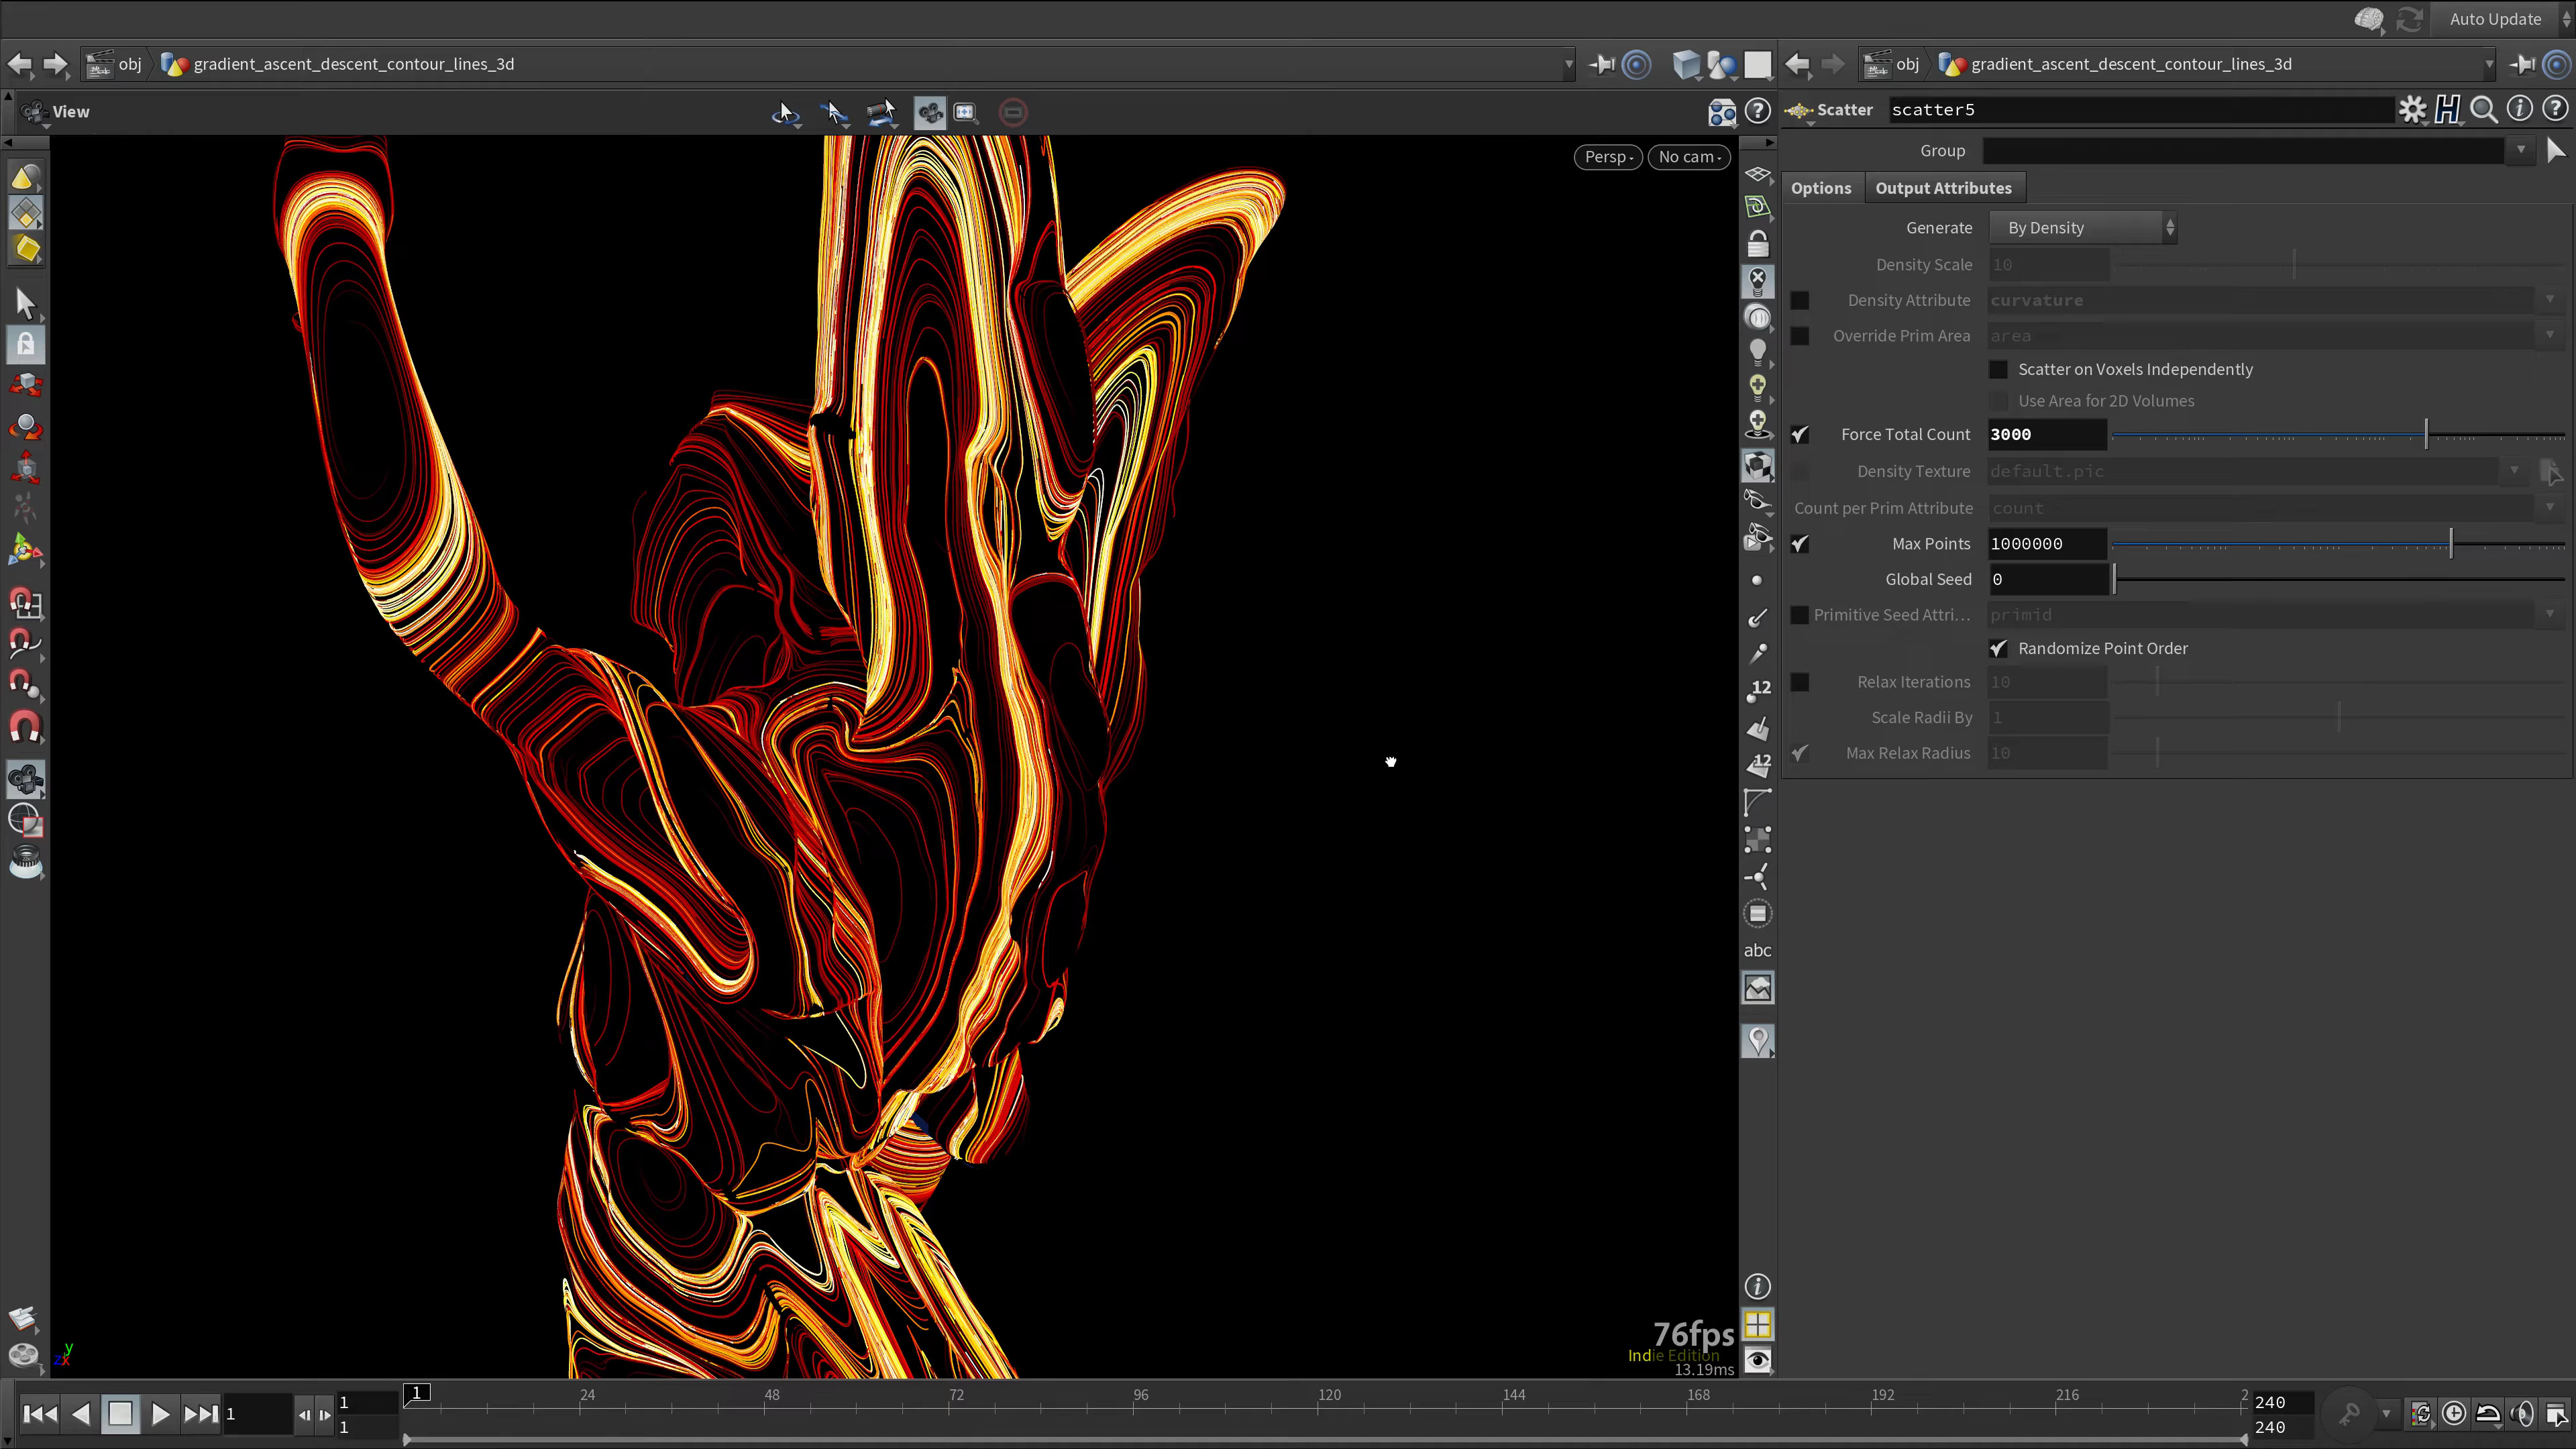 Auto Update
obj gradient_ascent_descent_contour_lines_3d
obj gradient_ascent_descent_contour_lines_3d
View
Scatter scatter5
Persp No cam
Group
Options Output Attributes
Generate By Density
Density Scale 10
Density Attribute curvature
Override Prim Area area
Scatter on Voxels Independently
Use Area for 2D Volumes
Force Total Count 3000
Density Texture default.pic
Count per Prim Attribute count
Max Points 1000000
Global Seed 0
Primitive Seed Attri... primid
Randomize Point Order
Relax Iterations 10
Scale Radii By 1
Max Relax Radius 10
12
12
abc
76fps
Indie Edition
13.19ms
y
z x
1 1 1 24 48 72 96 120 144 168 192 216 2 240
1 240